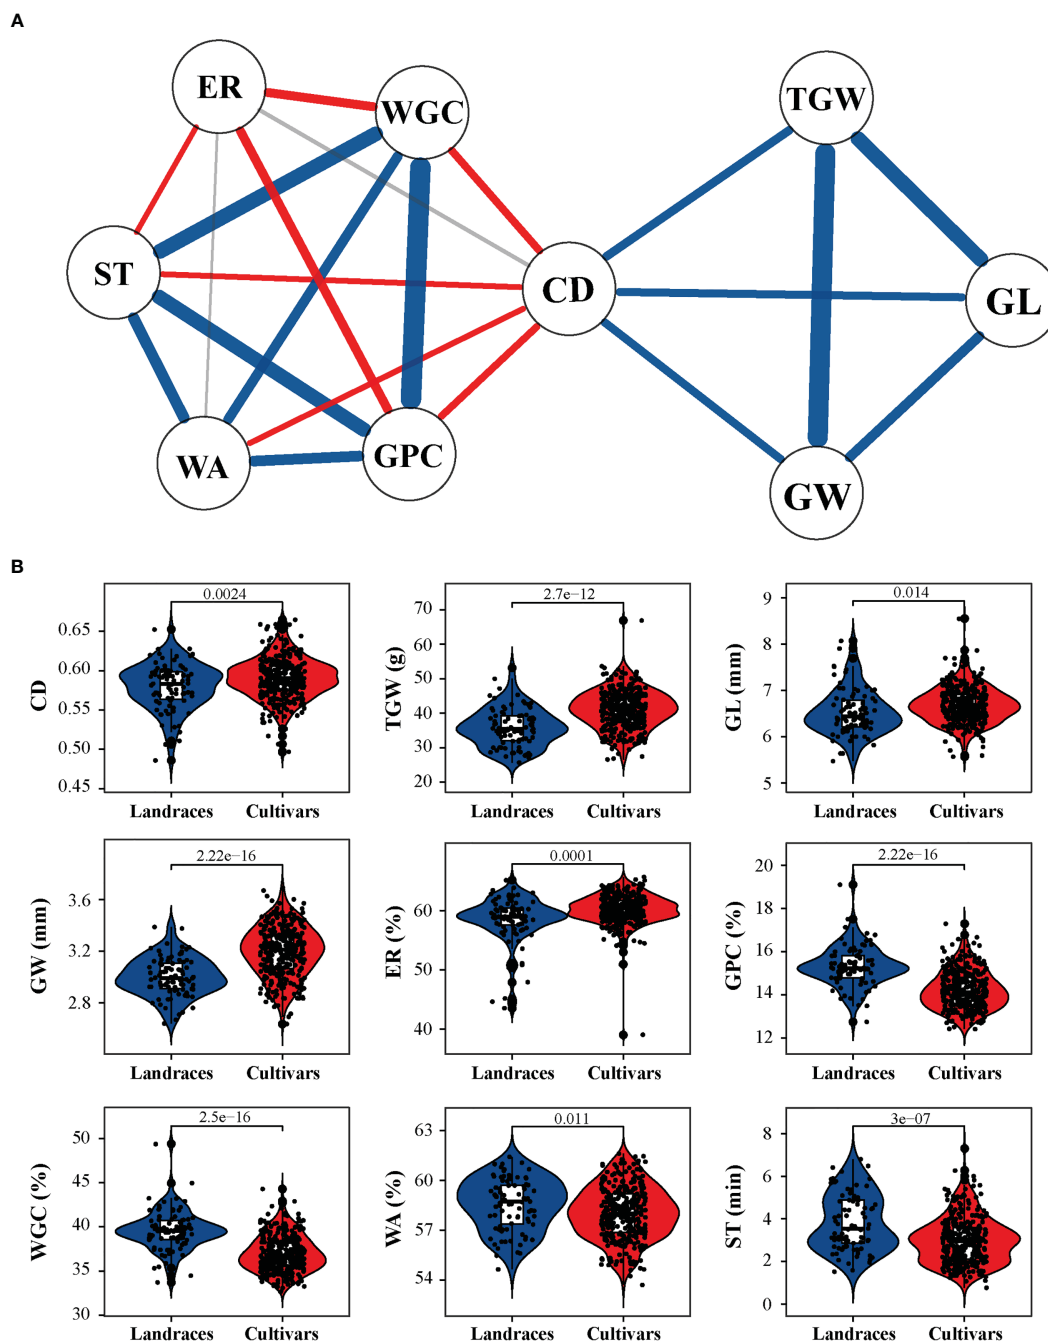 A
ER
WGC
TGW
ST
CD
GL
WA
GPC
GW
B
CD
0.65
0.60
0.55
0.50
0.45
0.0024
Landraces
Cultivars
TGW (g)
70
60
50
40
30
20
2.7e−12
Landraces
Cultivars
GL (mm)
9
8
7
6
5
0.014
Landraces
Cultivars
GW (mm)
3.6
3.2
2.8
2.22e−16
Landraces
Cultivars
ER (%)
60
50
40
0.0001
Landraces
Cultivars
GPC (%)
20
18
16
14
12
2.22e−16
Landraces
Cultivars
WGC (%)
50
45
40
35
30
2.5e−16
Landraces
Cultivars
WA (%)
63
60
57
54
0.011
Landraces
Cultivars
ST (min)
8
6
4
2
0
3e−07
Landraces
Cultivars